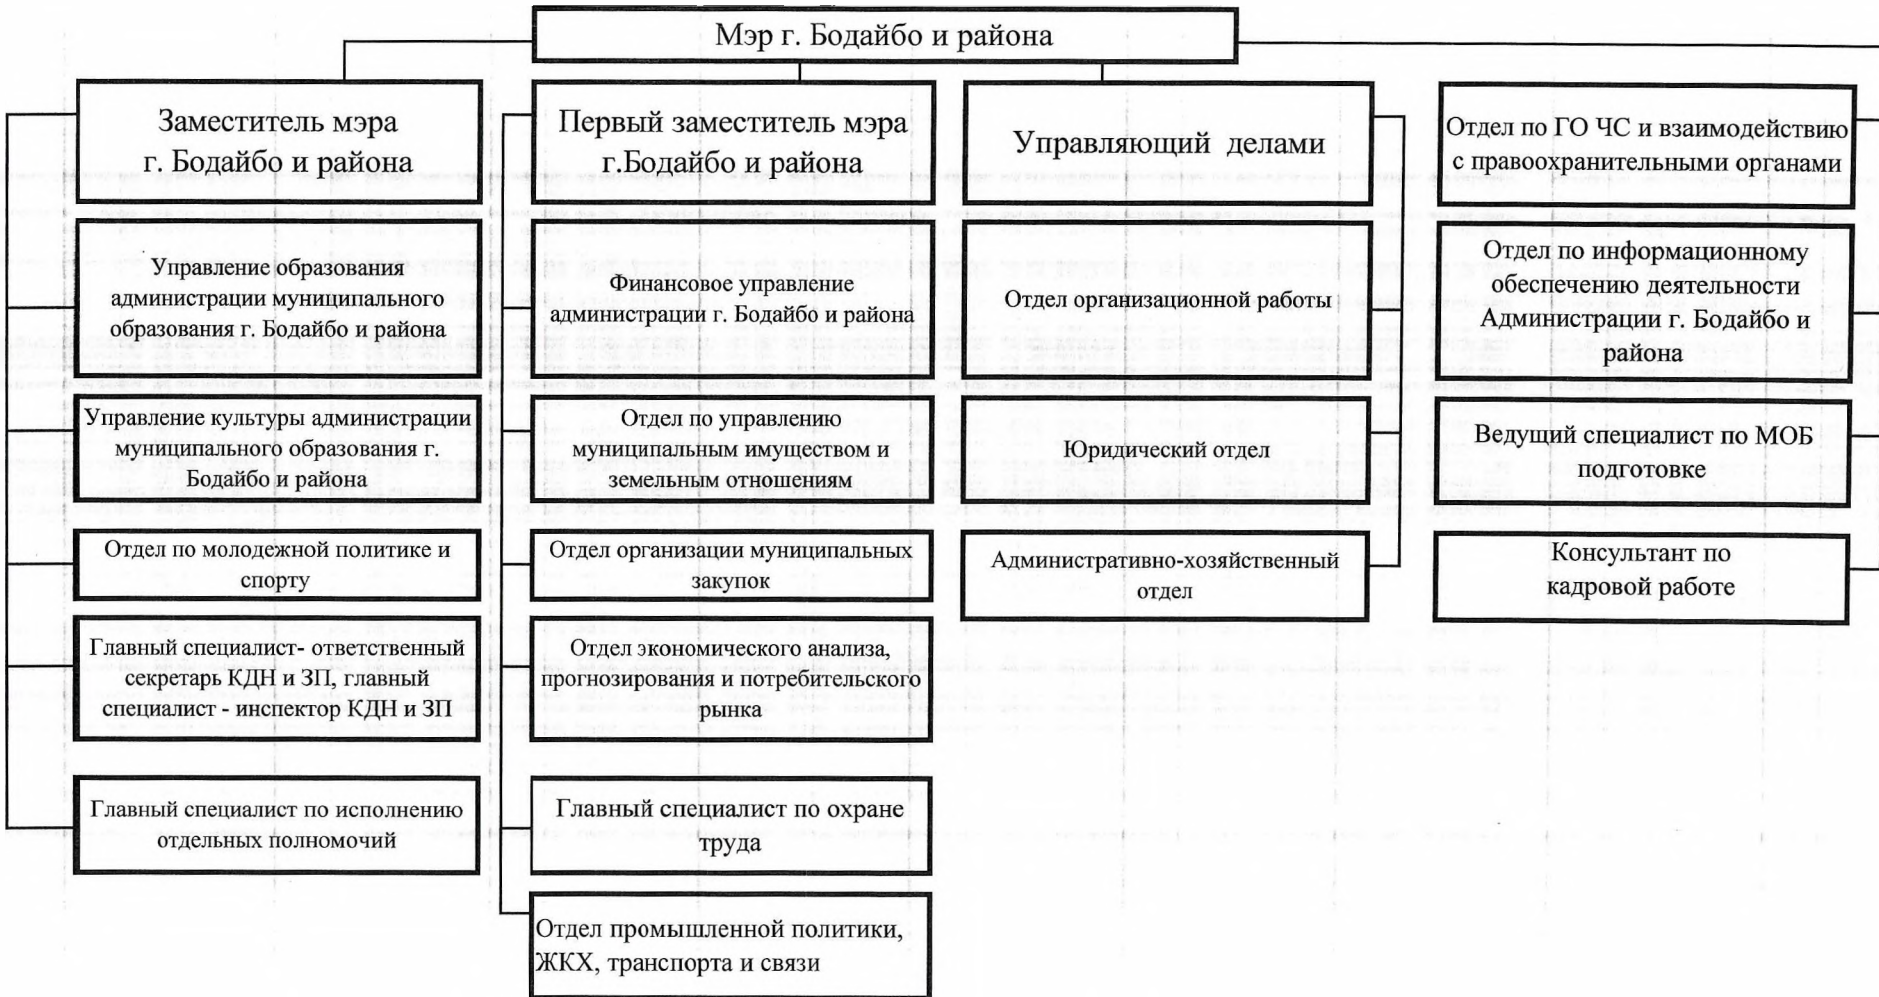 Мэр г. Бодайбо и района
Заместитель мэра
г. Бодайбо и района
Управление образования
администрации муниципального
образования г. Бодайбо и района
Управление культуры администрации
муниципального образования г.
Бодайбо и района
Отдел по молодежной политике и
спорту
Главный специалист- ответственный
секретарь КДН и ЗП, главный
специалист - инспектор КДН и ЗП
Главный специалист по исполнению
отдельных полномочий
Первый заместитель мэра
г.Бодайбо и района
Финансовое управление
администрации г. Бодайбо и района
Отдел по управлению
муниципальным имуществом и
земельным отношениям
Отдел организации муниципальных
закупок
Отдел экономического анализа,
прогнозирования и потребительского
рынка
Главный специалист по охране
труда
Отдел промышленной политики,
ЖКХ, транспорта и связи
Управляющий делами
Отдел организационной работы
Юридический отдел
Административно-хозяйственный
отдел
Отдел по ГО ЧС и взаимодействию
с правоохранительными органами
Отдел по информационному
обеспечению деятельности
Администрации г. Бодайбо и
района
Ведущий специалист по МОБ
подготовке
Консультант по
кадровой работе